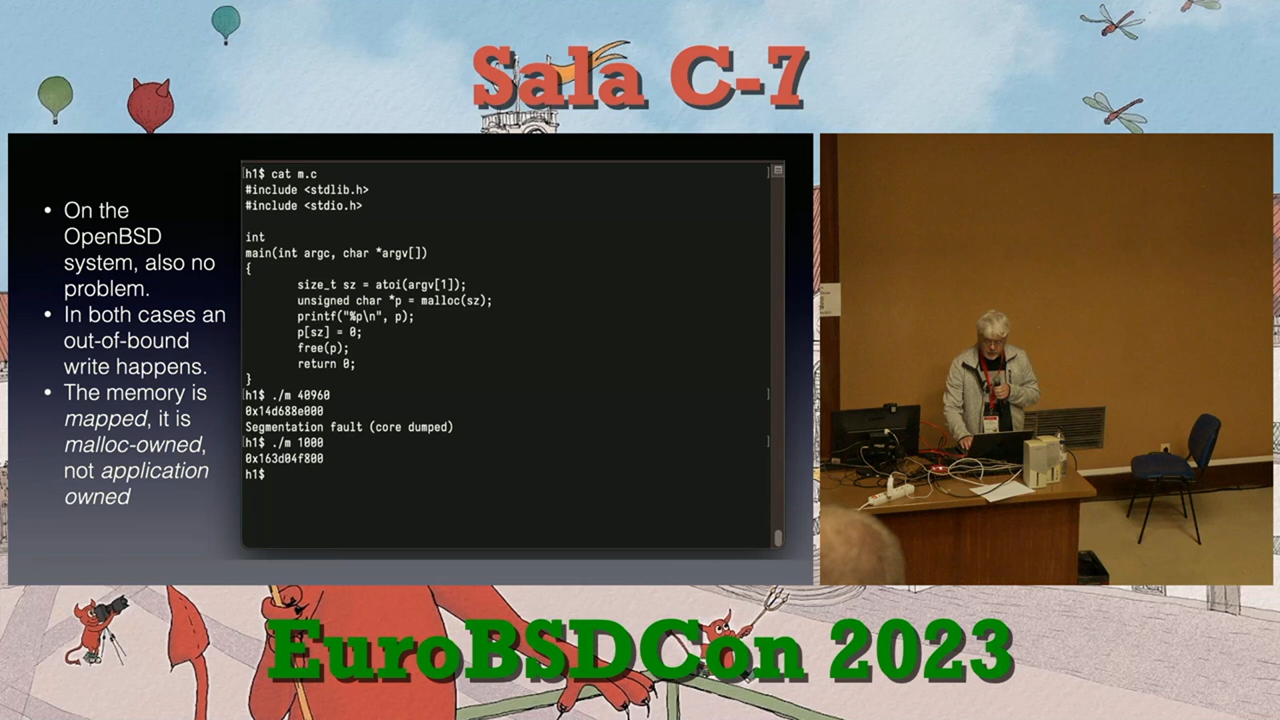 Sala C-7
• On the
OpenBSD
system, also no
problem.
• In both cases an
out-of-bound
write happens.
• The memory is
mapped, it is
malloc-owned,
not application
owned
h1$ cat m.c
#include <stdlib.h>
#include <stdio.h>
int
main(int argc, char *argv[])
{
size_t sz = atoi(argv[1]);
unsigned char *p = malloc(sz);
printf("%p\n", p);
p[sz] = 0;
free(p);
return 0;
}
h1$ ./m 40960
0x14d688e000
Segmentation fault (core dumped)
h1$ ./m 1000
0x163d04f800
h1$
EuroBSDCon 2023